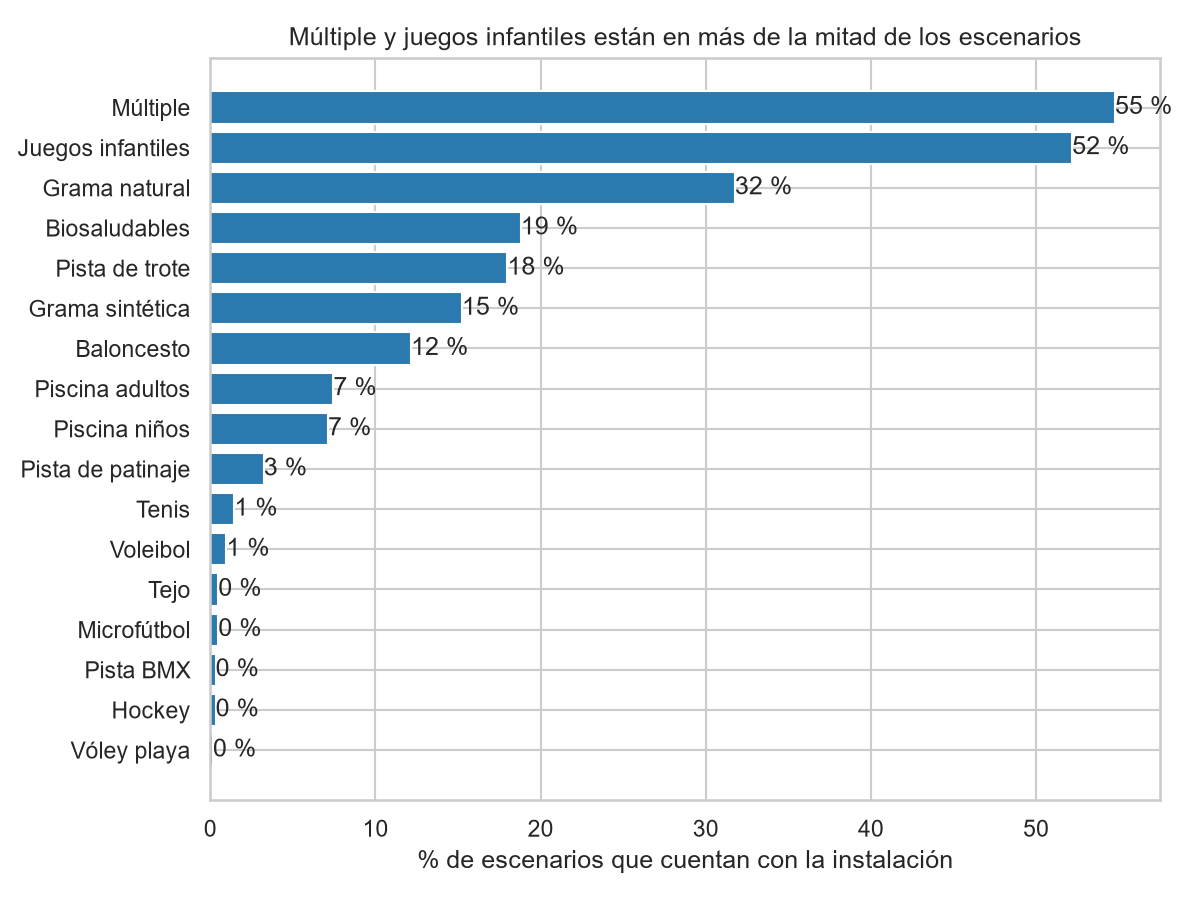 Múltiple y juegos infantiles están en más de la mitad de los escenarios
Múltiple 55 %
Juegos infantiles 52 %
Grama natural 32 %
Biosaludables 19 %
Pista de trote 18 %
Grama sintética 15 %
Baloncesto 12 %
Piscina adultos 7 %
Piscina niños 7 %
Pista de patinaje 3 %
Tenis 1 %
Voleibol 1 %
Tejo 0 %
Microfútbol 0 %
Pista BMX 0 %
Hockey 0 %
Vóley playa 0 %
0 10 20 30 40 50
% de escenarios que cuentan con la instalación